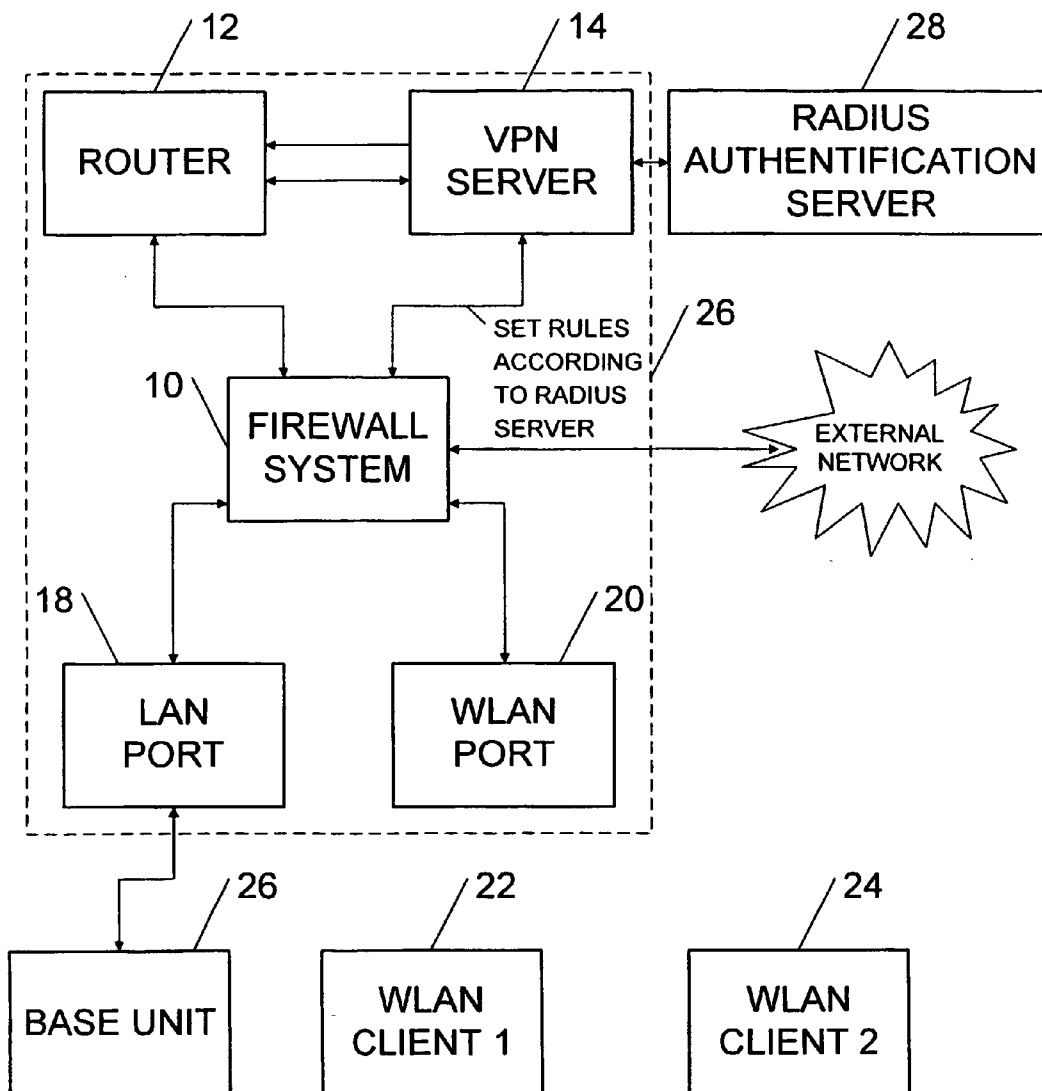 12
14
28
ROUTER
VPN
SERVER
RADIUS
AUTHENTIFICATION
SERVER
SET RULES
ACCORDING
TO RADIUS
SERVER
26
10
FIREWALL
SYSTEM
EXTERNAL
NETWORK
18
20
LAN
PORT
WLAN
PORT
26
22
24
BASE UNIT
WLAN
CLIENT 1
WLAN
CLIENT 2